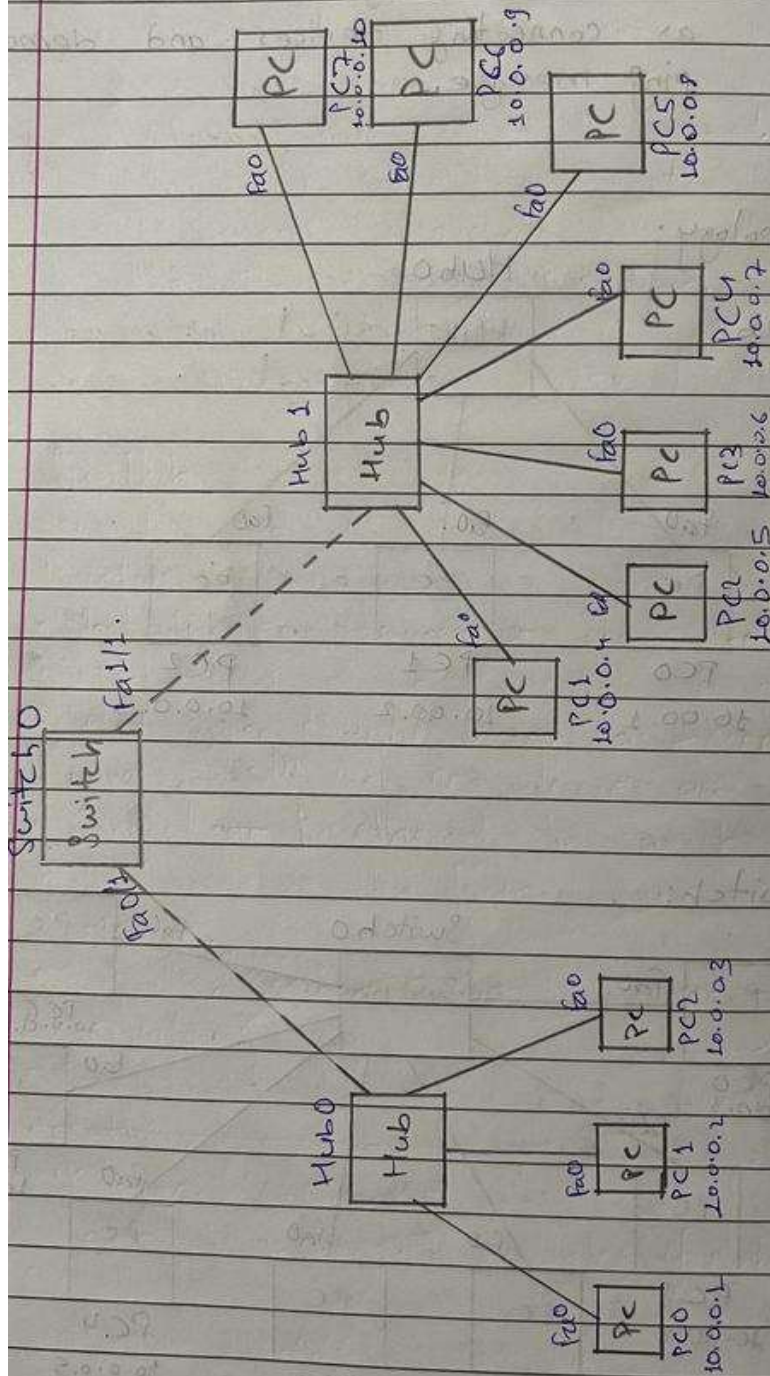 Switch0
Switch
Fa0/1
Fa1/1.
Hub0
Hub
Hub 1
Hub
Fa0
PC
PC0
10.0.0.1
Fa0
PC
PC 1
10.0.0.2
Fa0
PC
PC2
10.0.0.3
Fa0
PC
PC1
10.0.0.4
Fa
PC
PC2
10.0.0.5
Fa0
PC
PC3
10.0.0.6
Fa0
PC
PC4
10.0.0.7
Fa0
PC
PC5
10.0.0.8
Fa0
PC
PC6
10.0.0.9
Fa0
PC
PC7
10.0.0.10